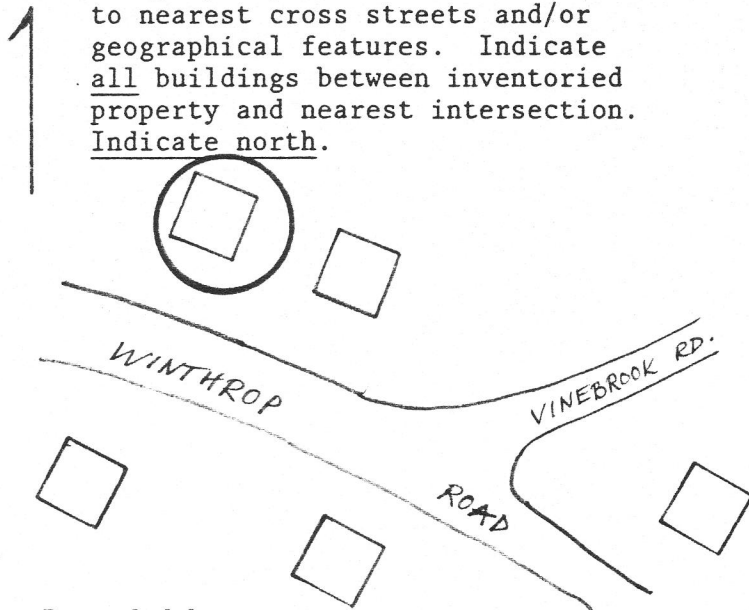 to nearest cross streets and/or
geographical features. Indicate
all buildings between inventoried
property and nearest intersection.
Indicate north.
WINTHROP
ROAD
VINEBROOK RD.